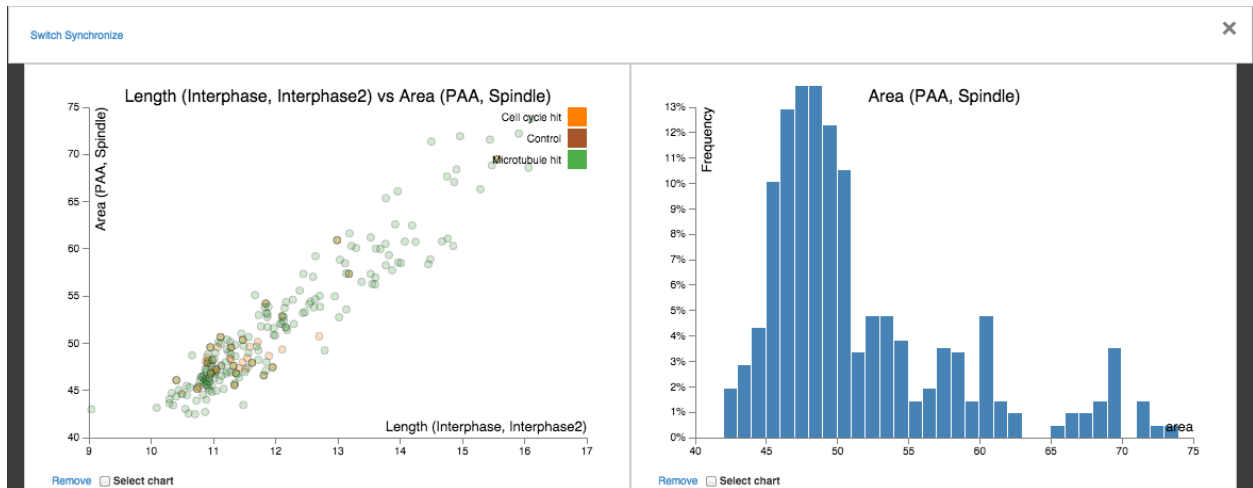 Switch Synchronize
×
Length (Interphase, Interphase2) vs Area (PAA, Spindle)
Cell cycle hit
Control
Microtubule hit
Area (PAA, Spindle)
75
70
65
60
55
50
45
40
9
10
11
12
13
14
15
16
17
Length (Interphase, Interphase2)
Remove
Select chart
Area (PAA, Spindle)
Frequency
13%
12%
11%
10%
9%
8%
7%
6%
5%
4%
3%
2%
1%
0%
40
45
50
55
60
65
70
75
area
Remove
Select chart